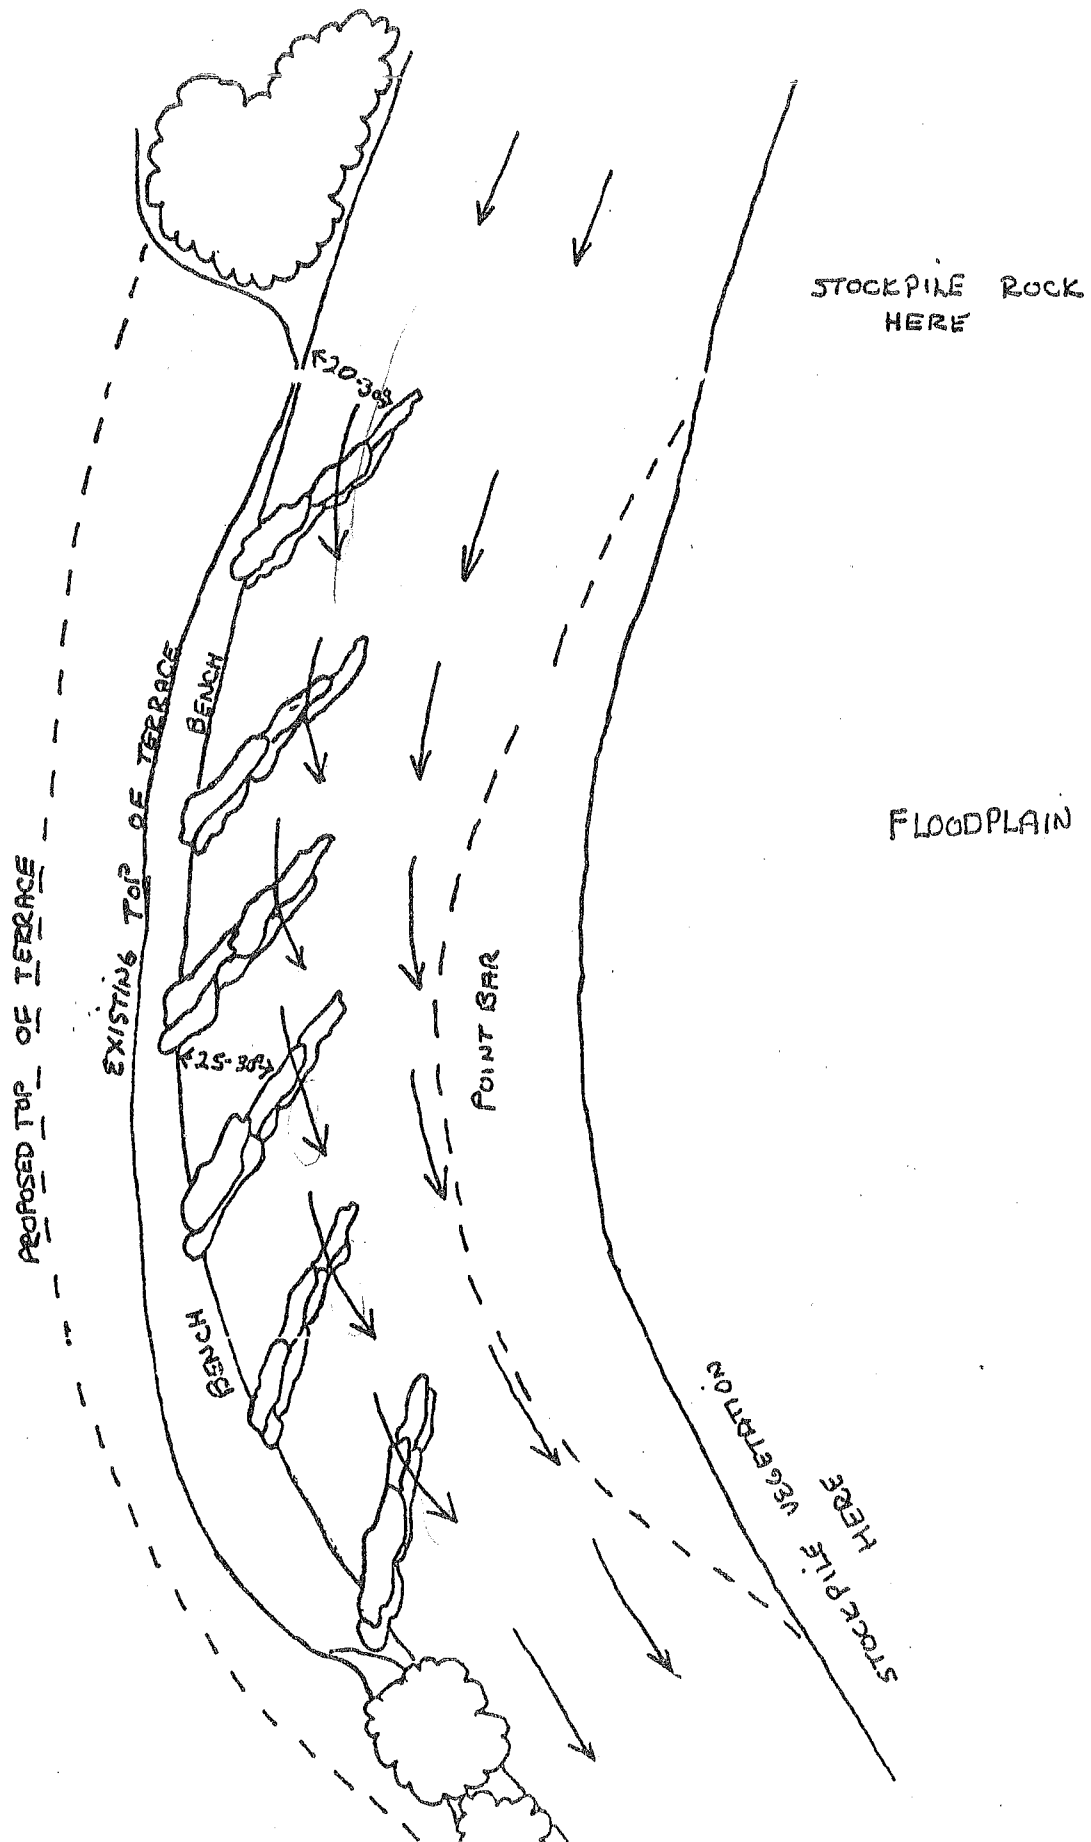 STOCKPILE ROCK
HERE
BENCH
EXISTING TOP OF TERRACE
FLOODPLAIN
PROPOSED TOP OF TERRACE
POINT BAR
BENCH
STOCKPILE VEGETATION
HERE